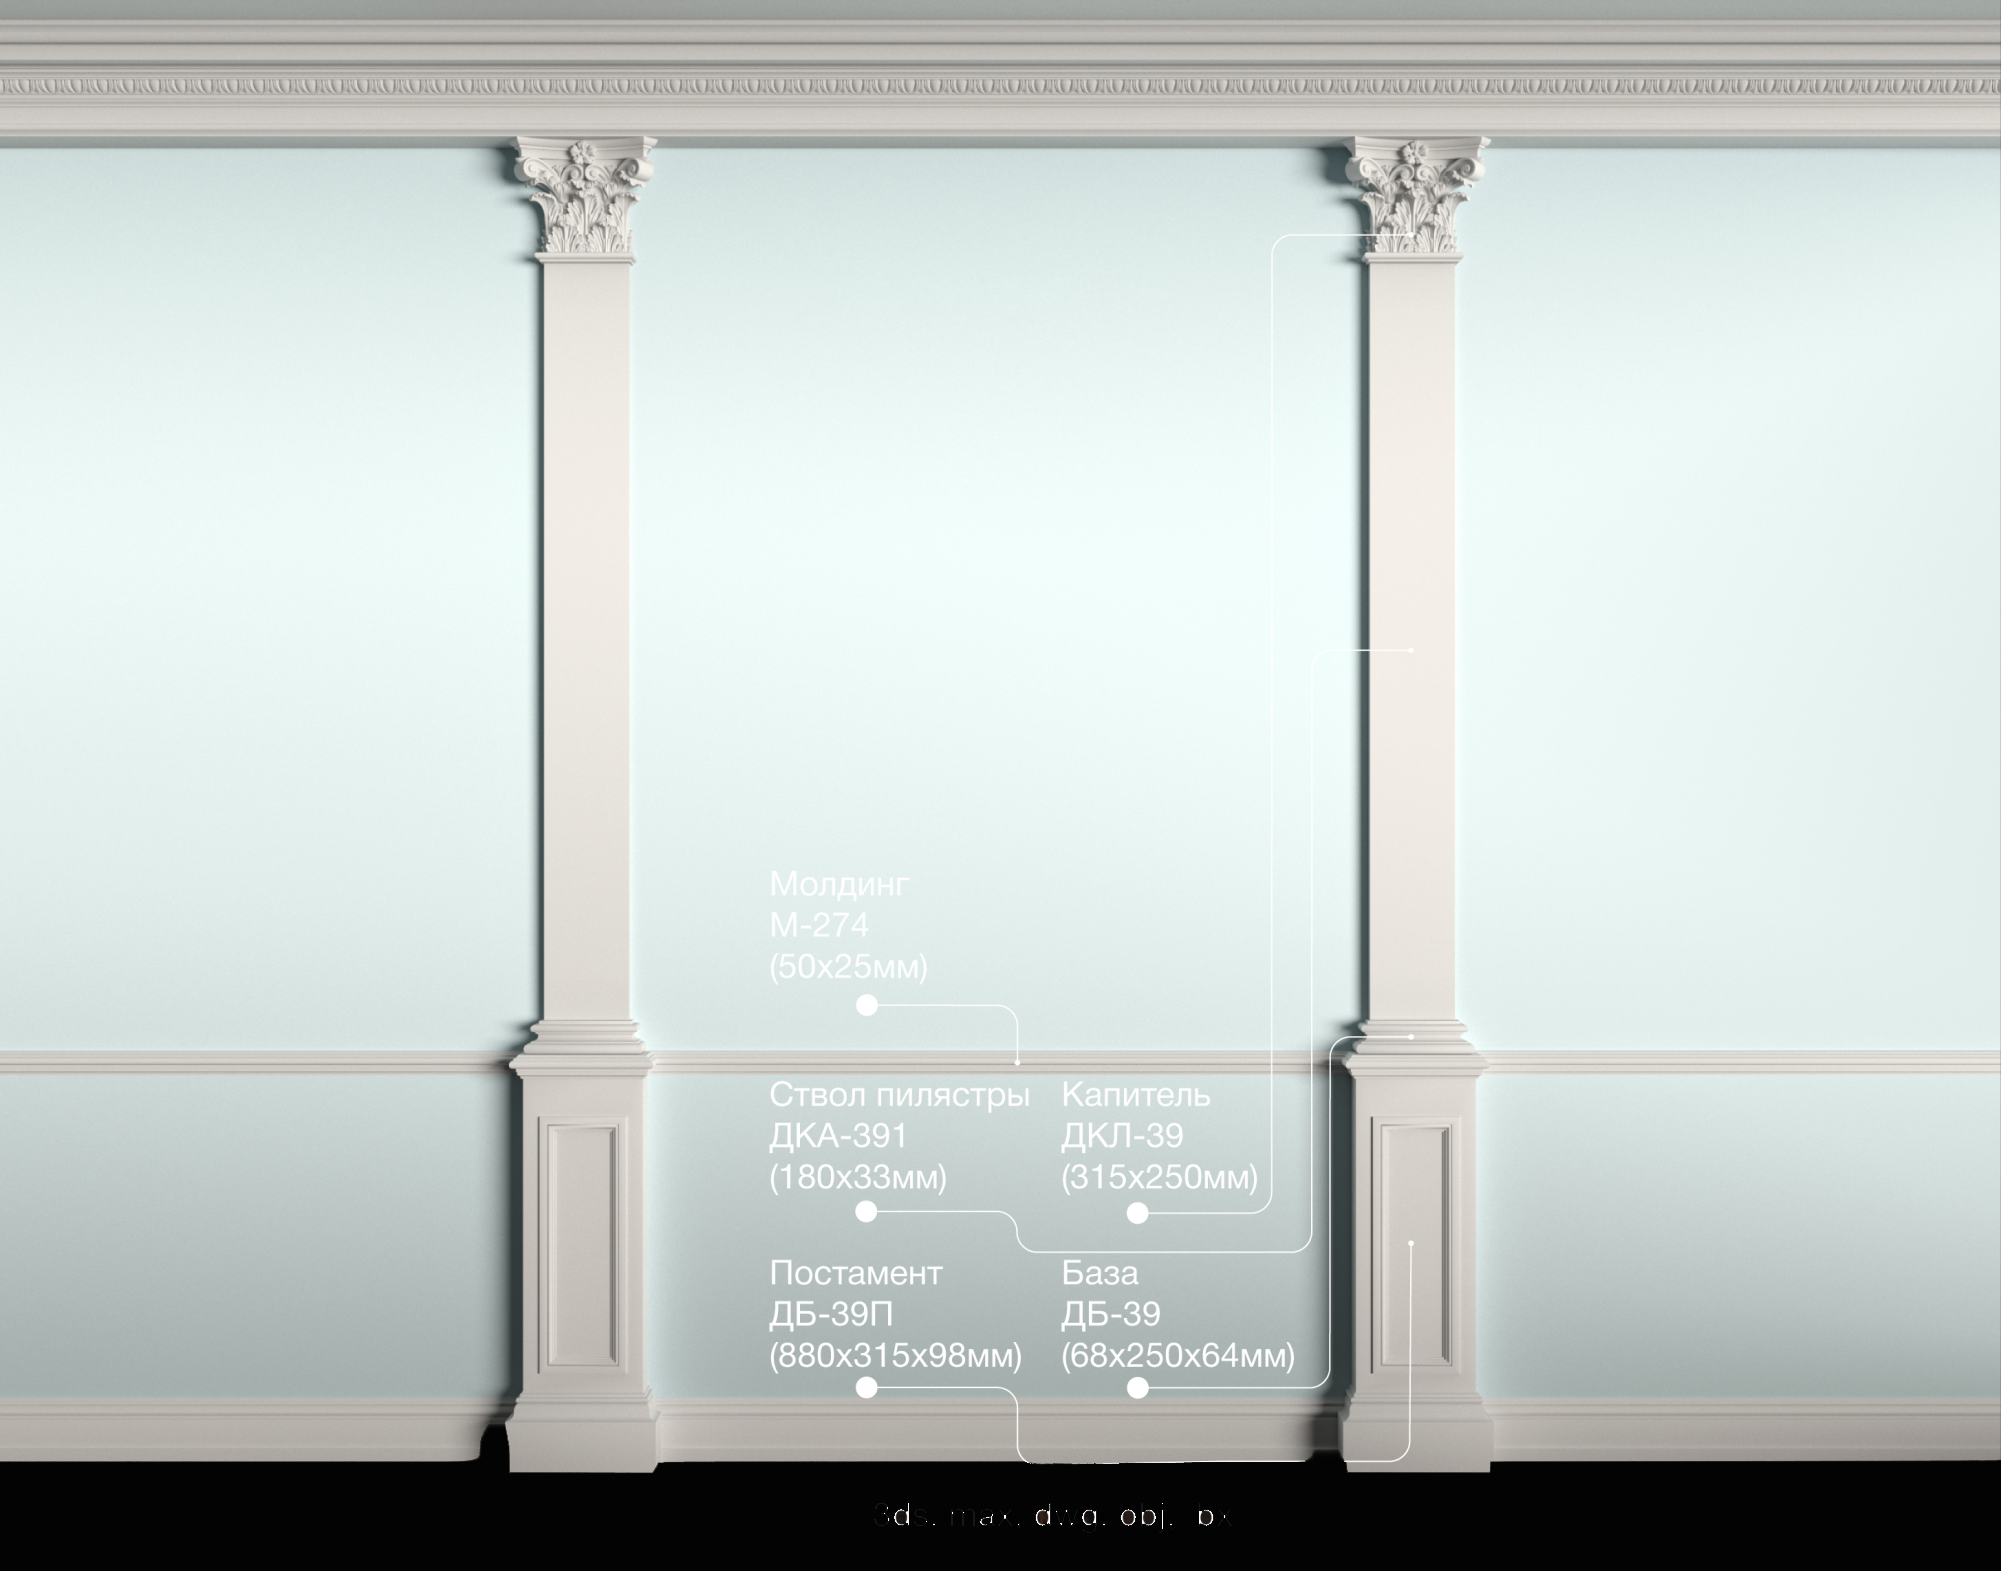 Молдинг
М-274
(50х25мм)
Ствол пилястры
ДКА-391
(180х33мм)
Капитель
ДКЛ-39
(315х250мм)
Постамент
ДБ-39П
(880х315х98мм)
База
ДБ-39
(68х250х64мм)
3ds. max. dwg. obj.